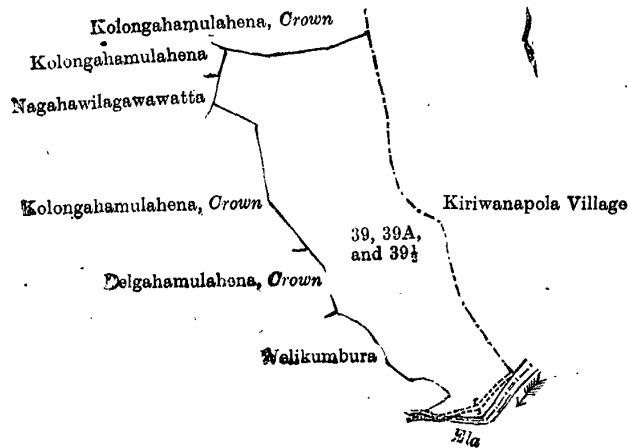 Kolongahamulahena, Crown
Kolongahamulahena
Nagahawilagawawatta
Kolongahamulahena, Crown
Kiriwanapola Village
39, 39A,
and 39½
Delgahamulahena, Crown
Welikumbura
Ela